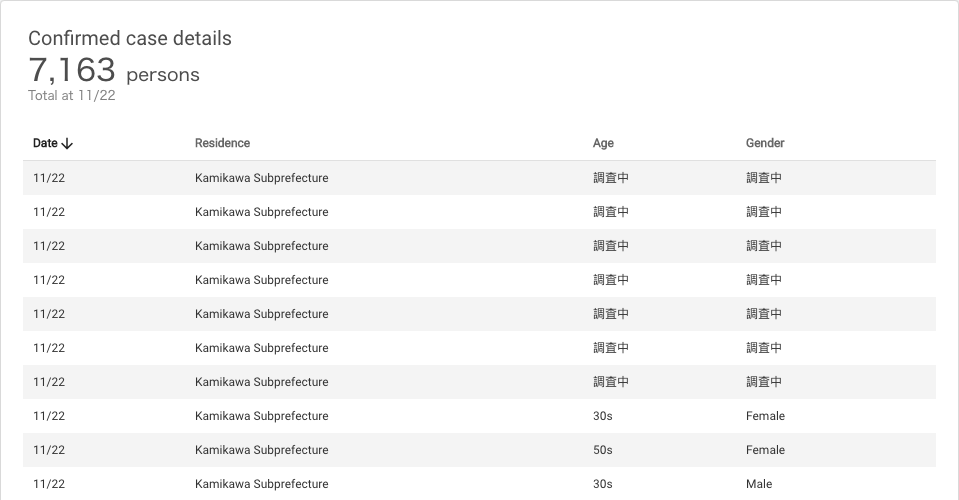 Confirmed case details
7,163 persons
Total at 11/22
Date Residence Age Gender
11/22 Kamikawa Subprefecture 調査中 調査中
11/22 Kamikawa Subprefecture 調査中 調査中
11/22 Kamikawa Subprefecture 調査中 調査中
11/22 Kamikawa Subprefecture 調査中 調査中
11/22 Kamikawa Subprefecture 調査中 調査中
11/22 Kamikawa Subprefecture 調査中 調査中
11/22 Kamikawa Subprefecture 調査中 調査中
11/22 Kamikawa Subprefecture 30s Female
11/22 Kamikawa Subprefecture 50s Female
11/22 Kamikawa Subprefecture 30s Male